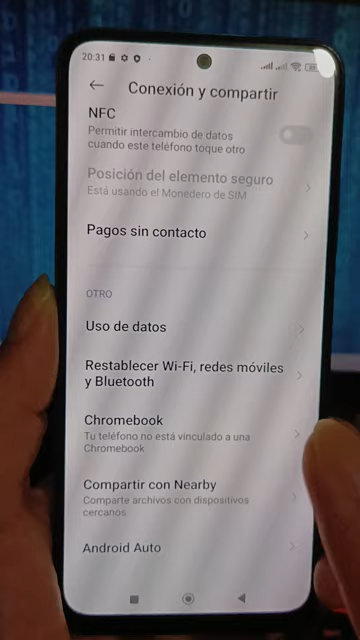 20:31
Conexión y compartir
NFC
Permitir intercambio de datos
cuando este teléfono toque otro
Posición del elemento seguro
Está usando el Monedero de SIM
Pagos sin contacto
OTRO
Uso de datos
Restablecer Wi-Fi, redes móviles
y Bluetooth
Chromebook
Tu teléfono no está vinculado a una
Chromebook
Compartir con Nearby
Comparte archivos con dispositivos
cercanos
Android Auto